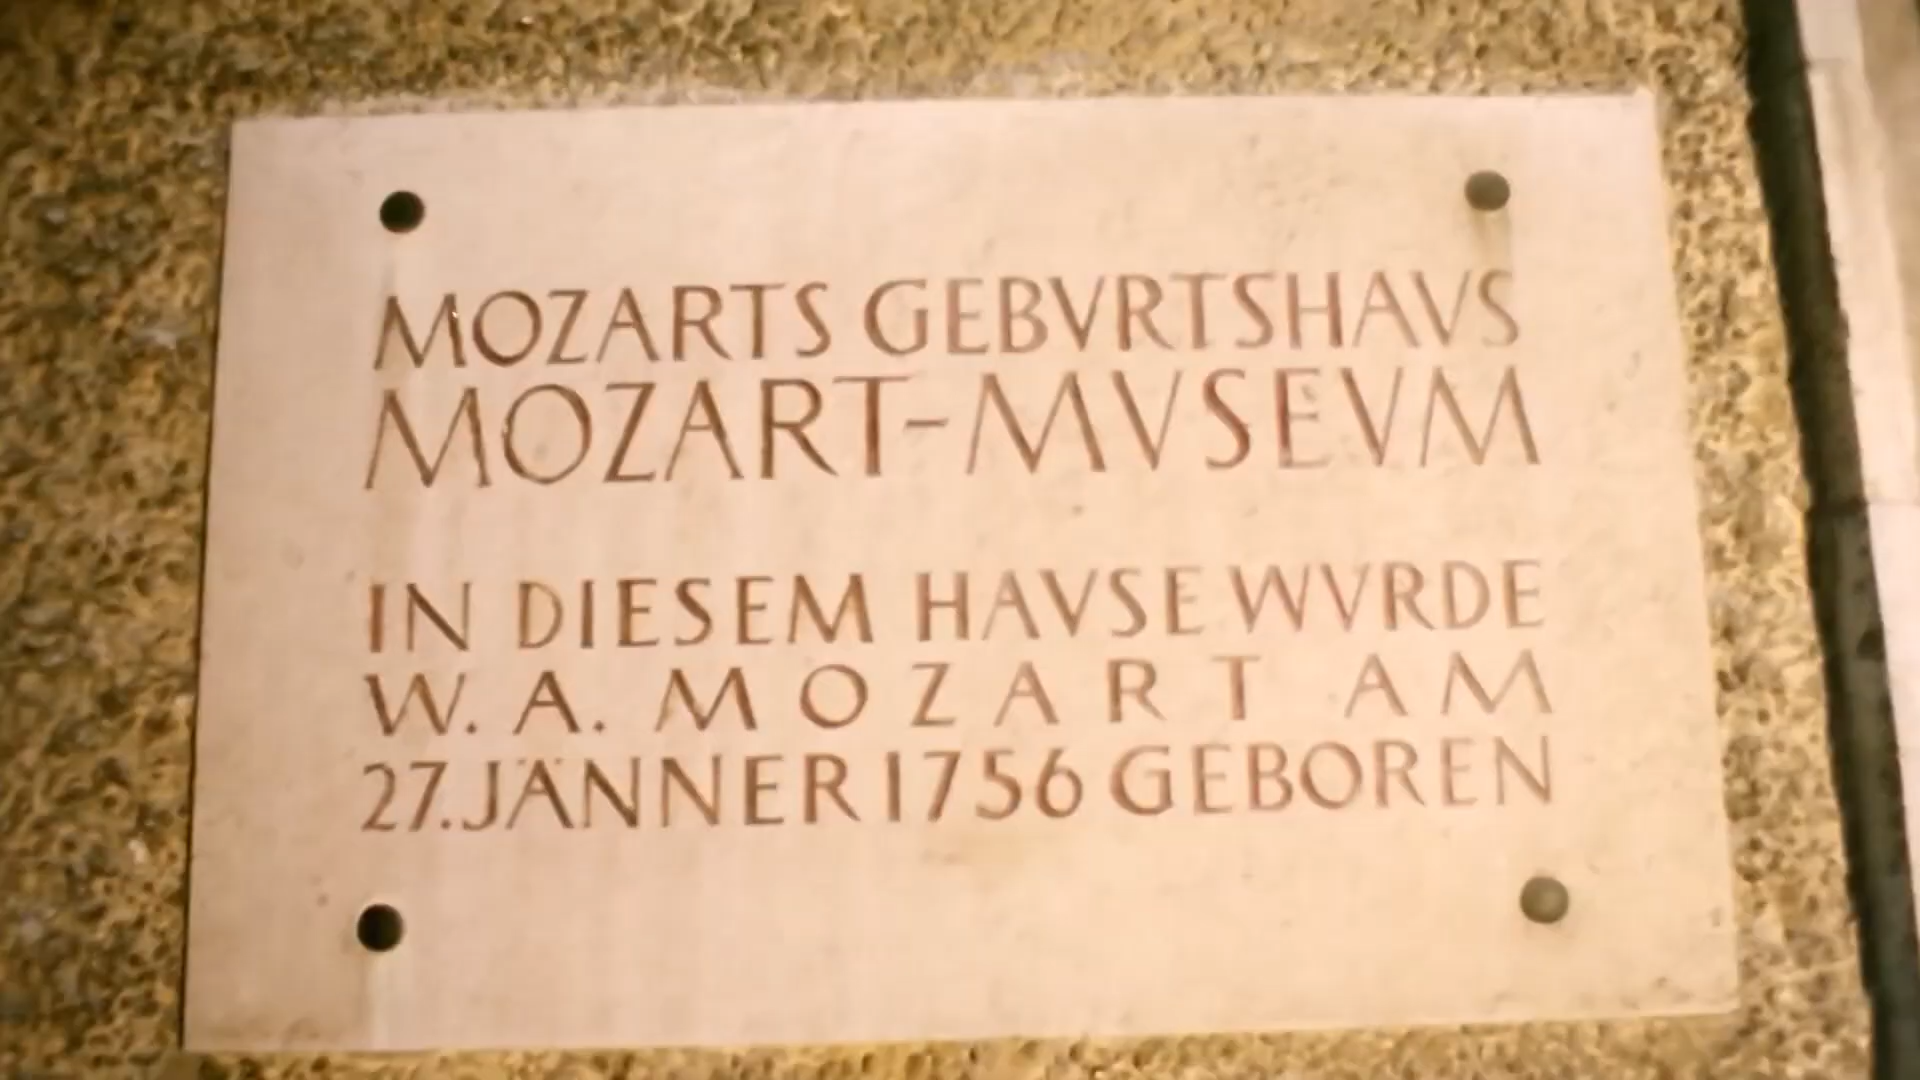 MOZARTS GEBVRTSHAVS
MOZART-MVSEVM
IN DIESEM HAVSE WVRDE
W. A. MOZART AM
27. JÄNNER 1756 GEBOREN